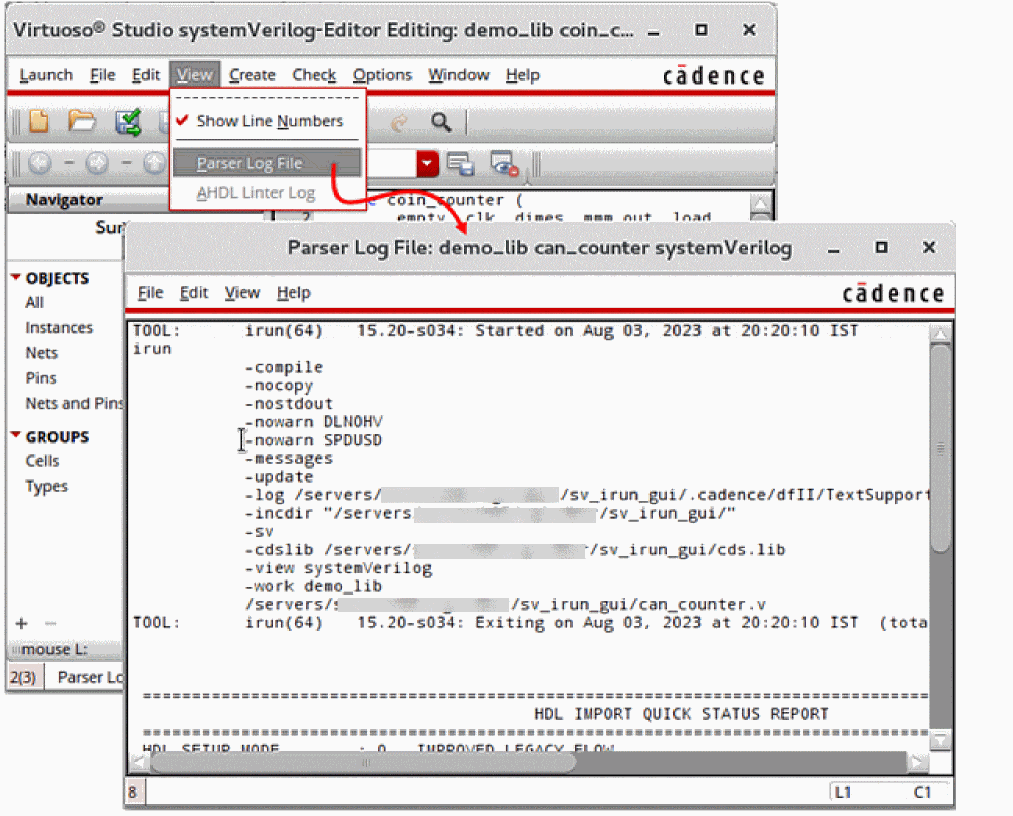 Virtuoso® Studio systemVerilog-Editor Editing: demo_lib coin_c...
Launch File Edit View Create Check Options Window Help cādence
Show Line Numbers
Parser Log File
AHDL Linter Log
Navigator
coin_counter (
2 empty, clk, dimes, mmm_out, load,
OBJECTS
All
Instances
Nets
Pins
Nets and Pins
GROUPS
Cells
Types
+ −
mouse L:
2(3) Parser Lo
Parser Log File: demo_lib can_counter systemVerilog
File Edit View Help cādence
TOOL: irun(64) 15.20-s034: Started on Aug 03, 2023 at 20:20:10 IST
irun
-compile
-nocopy
-nostdout
-nowarn DLNOHV
-nowarn SPDUSD
-messages
-update
-log /servers/ /sv_irun_gui/.cadence/dfII/TextSupport
-incdir "/servers /sv_irun_gui/"
-sv
-cdslib /servers/ /sv_irun_gui/cds.lib
-view systemVerilog
-work demo_lib
/servers/ /sv_irun_gui/can_counter.v
TOOL: irun(64) 15.20-s034: Exiting on Aug 03, 2023 at 20:20:10 IST (tota
HDL IMPORT QUICK STATUS REPORT
HDL SETUP MODE : 0 IMPROVED LEGACY FLOW
8 L1 C1